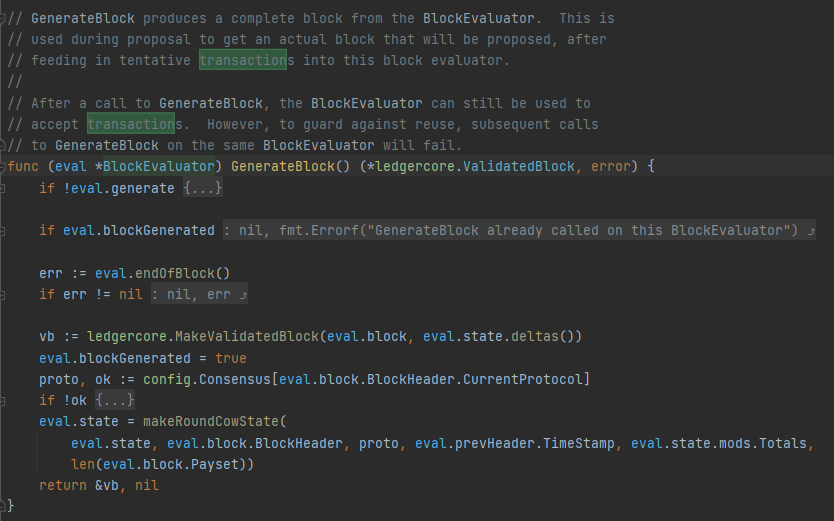 // GenerateBlock produces a complete block from the BlockEvaluator.  This is
// used during proposal to get an actual block that will be proposed, after
// feeding in tentative transactions into this block evaluator.
//
// After a call to GenerateBlock, the BlockEvaluator can still be used to
// accept transactions.  However, to guard against reuse, subsequent calls
// to GenerateBlock on the same BlockEvaluator will fail.
func (eval *BlockEvaluator) GenerateBlock() (*ledgercore.ValidatedBlock, error) {
    if !eval.generate {...}

    if eval.blockGenerated : nil, fmt.Errorf("GenerateBlock already called on this BlockEvaluator") ⤴

    err := eval.endOfBlock()
    if err != nil : nil, err ⤴

    vb := ledgercore.MakeValidatedBlock(eval.block, eval.state.deltas())
    eval.blockGenerated = true
    proto, ok := config.Consensus[eval.block.BlockHeader.CurrentProtocol]
    if !ok {...}
    eval.state = makeRoundCowState(
        eval.state, eval.block.BlockHeader, proto, eval.prevHeader.TimeStamp, eval.state.mods.Totals,
        len(eval.block.Payset))
    return &vb, nil
}